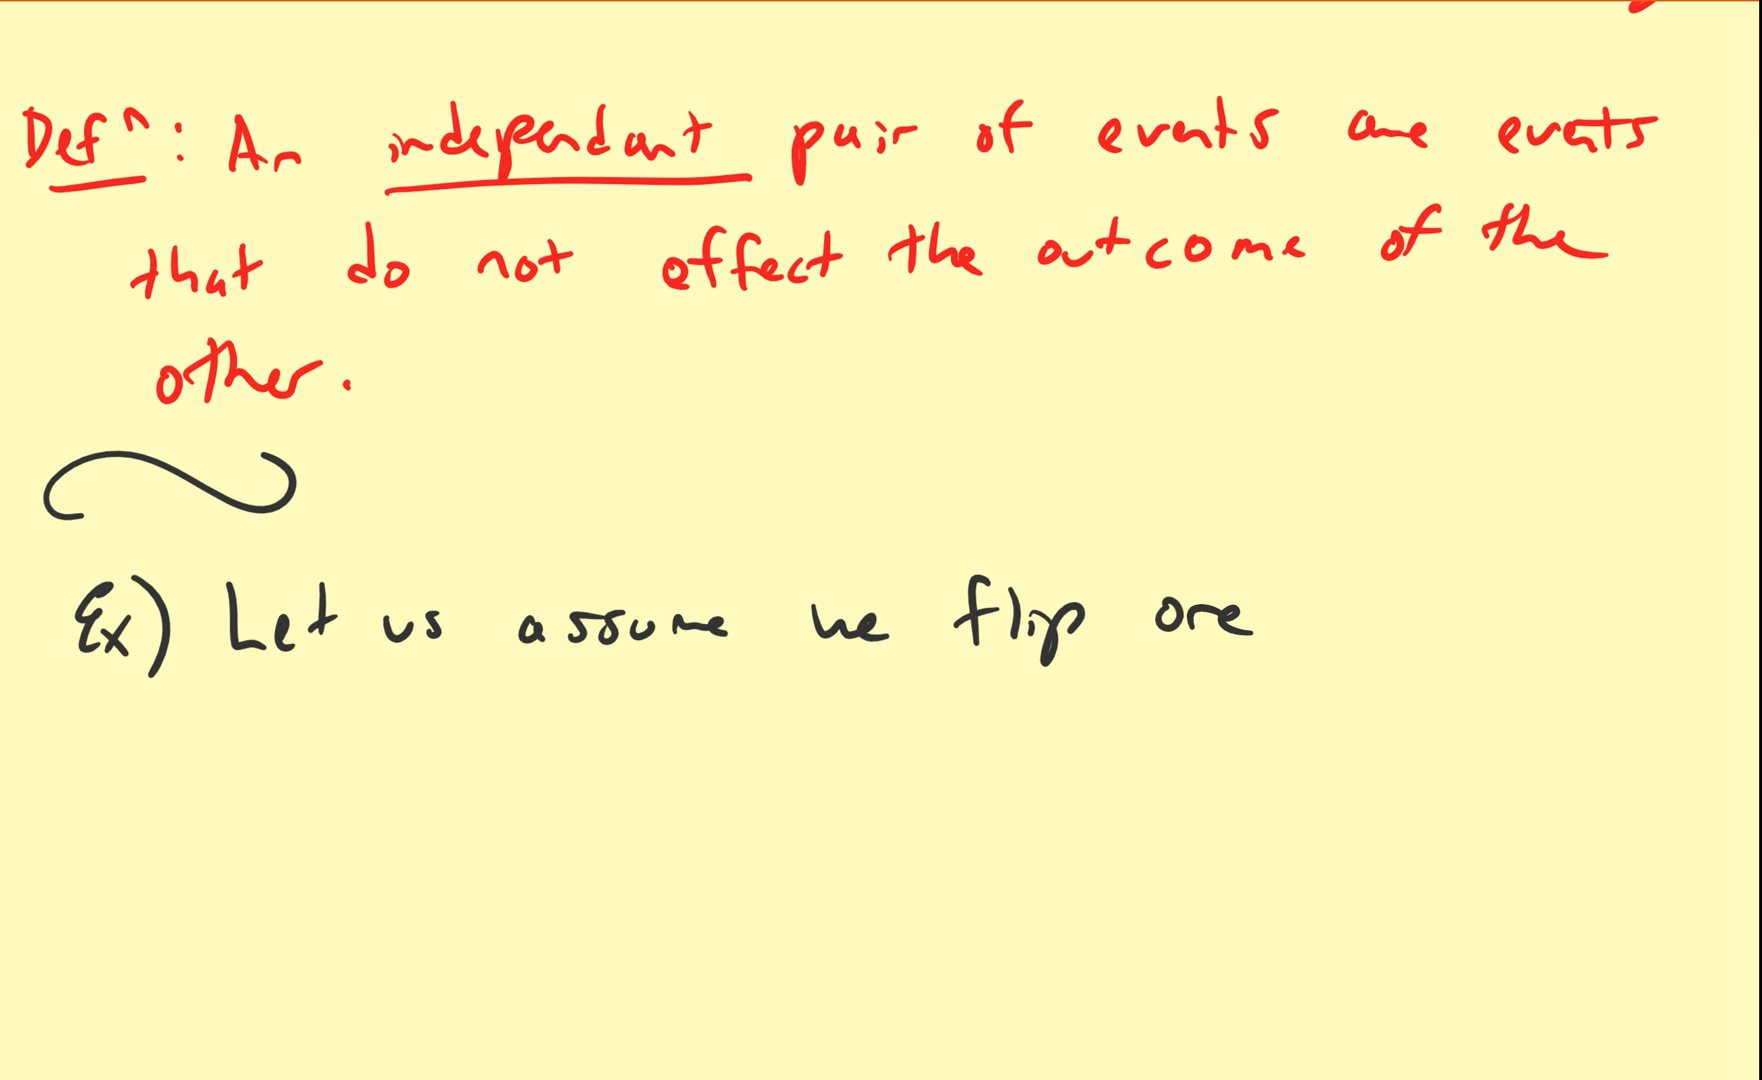 Defⁿ: An independant pair of events are events
that do not effect the outcome of the
other.
Ex) Let us assume we flip one